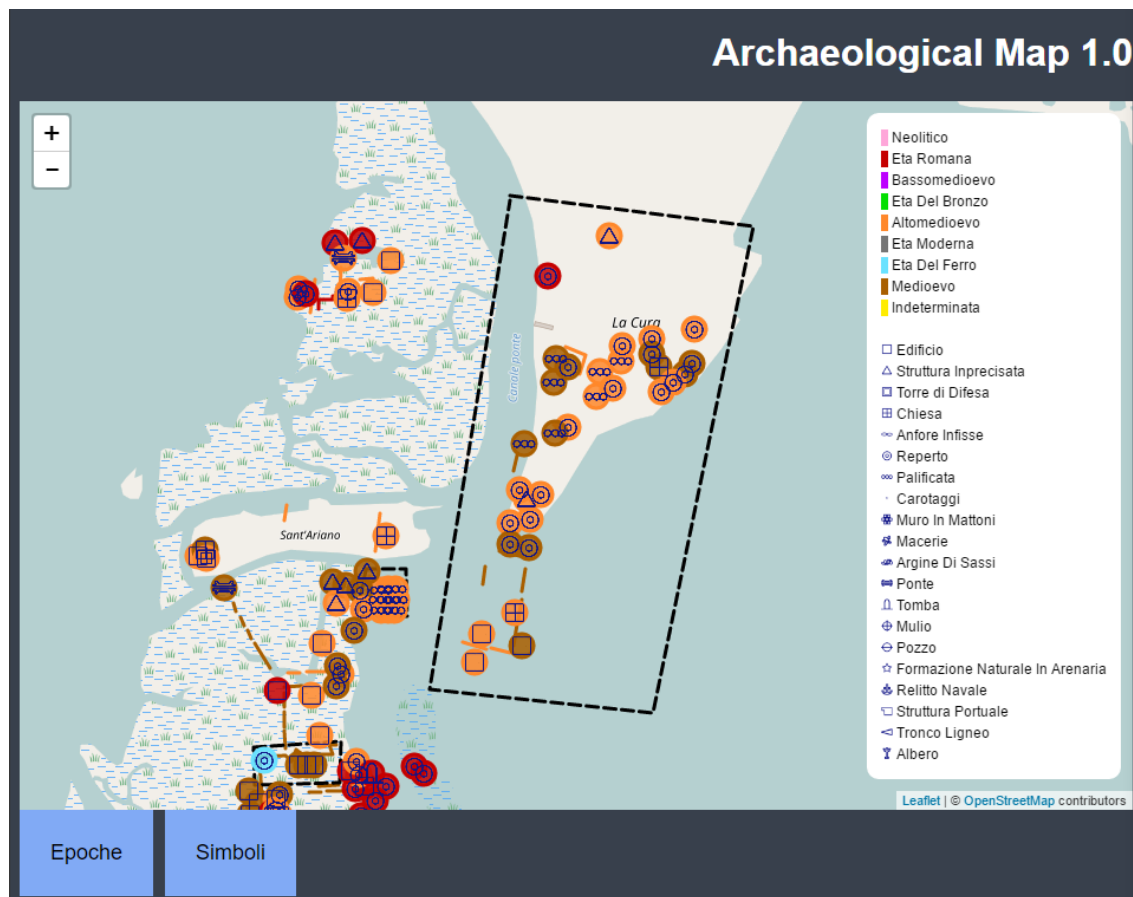 Archaeological Map 1.0
+
−
Neolitico
Eta Romana
Bassomedioevo
Eta Del Bronzo
Altomedioevo
Eta Moderna
Eta Del Ferro
Medioevo
Indeterminata
Edificio
Struttura Inprecisata
Torre di Difesa
Chiesa
Anfore Infisse
Reperto
Palificata
Carotaggi
Muro In Mattoni
Macerie
Argine Di Sassi
Ponte
Tomba
Mulio
Pozzo
Formazione Naturale In Arenaria
Relitto Navale
Struttura Portuale
Tronco Ligneo
Albero
La Cura
Canale ponte
Sant'Ariano
Leaflet | © OpenStreetMap contributors
Epoche
Simboli